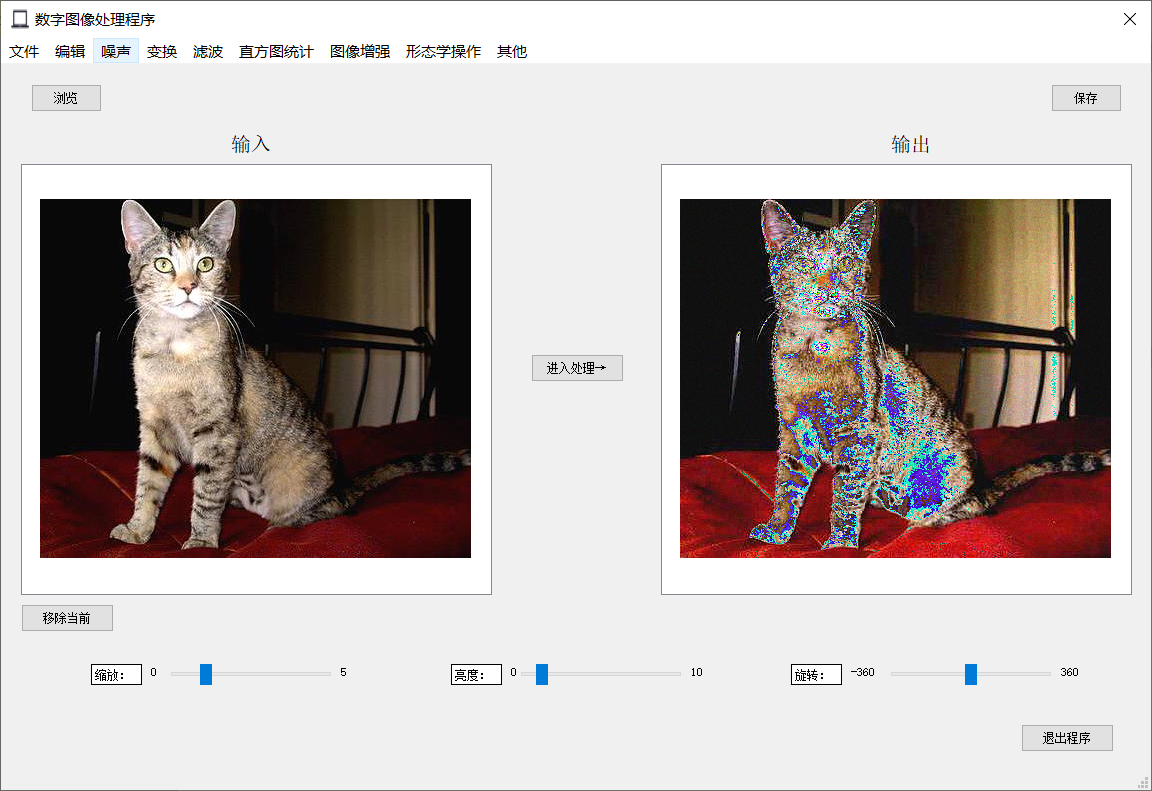 数字图像处理程序
文件 编辑 噪声 变换 滤波 直方图统计 图像增强 形态学操作 其他
浏览 保存
输入 输出
进入处理→
移除当前
缩放： 0 5 亮度： 0 10 旋转： -360 360
退出程序